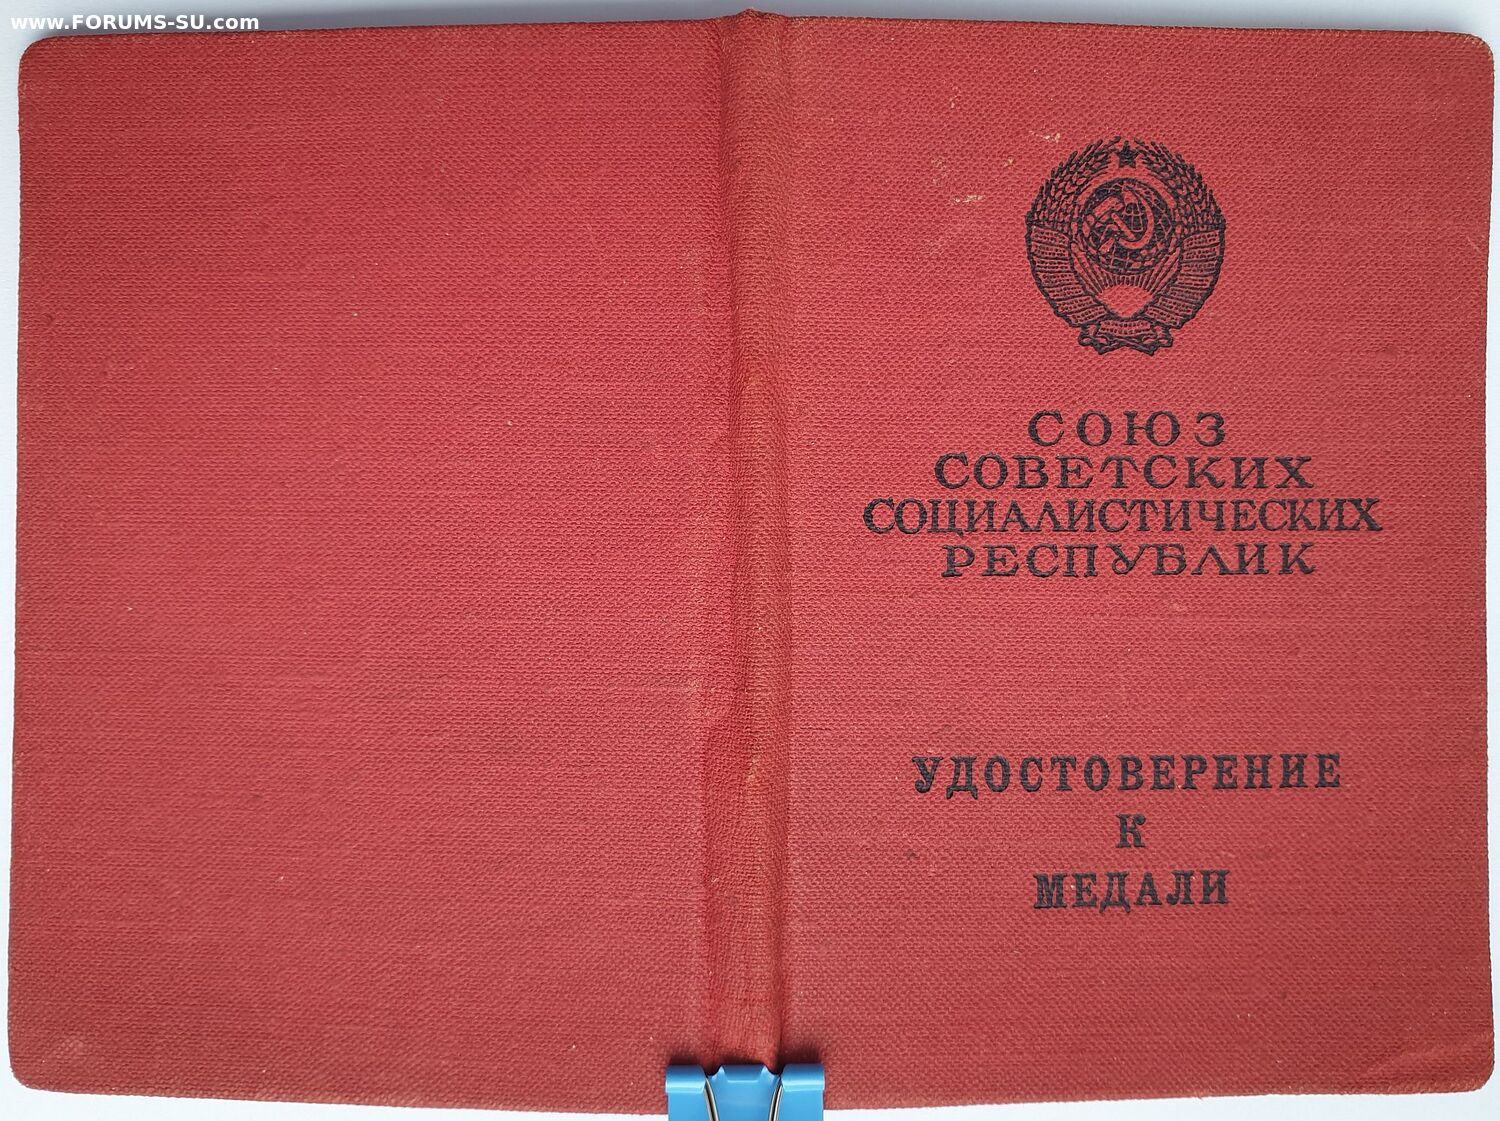 www.FORUMS-SU.com
СОЮЗ
СОВЕТСКИХ
СОЦИАЛИСТИЧЕСКИХ
РЕСПУБЛИК
УДОСТОВЕРЕНИЕ
К
МЕДАЛИ